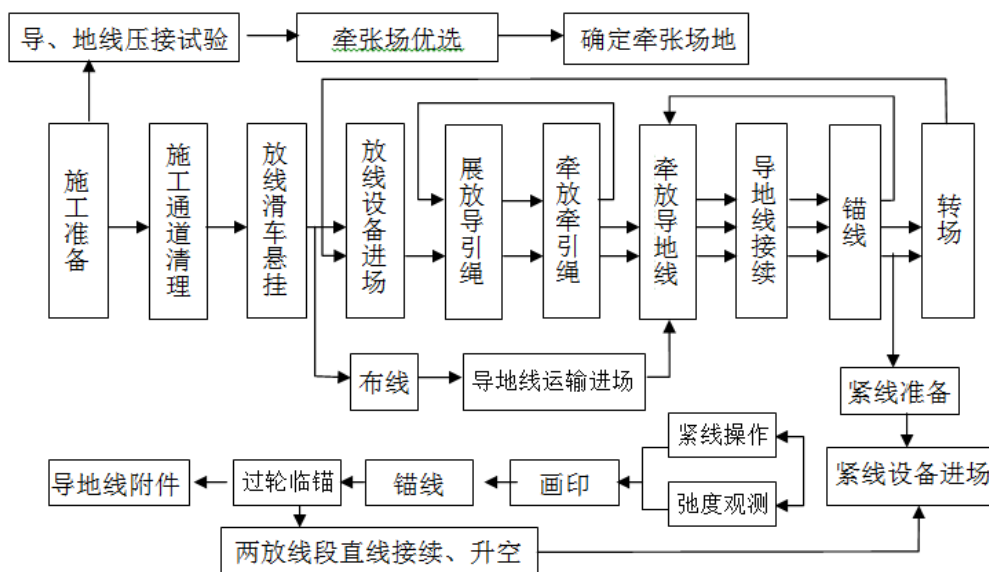 导、地线压接试验
牵张场优选
确定牵张场地
施工准备
施工通道清理
放线滑车悬挂
放线设备进场
展放导引绳
牵放牵引绳
牵放导地线
导地线接续
锚线
转场
布线
导地线运输进场
紧线准备
紧线操作
导地线附件
过轮临锚
锚线
画印
弛度观测
紧线设备进场
两放线段直线接续、升空